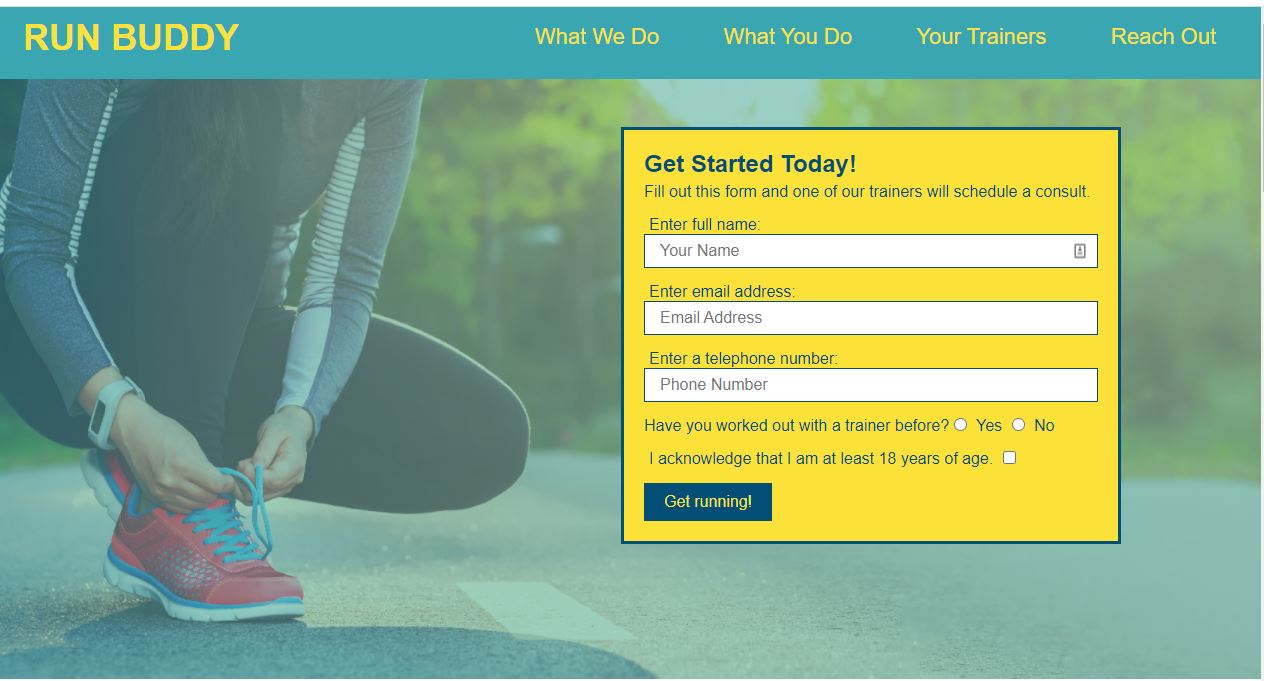 RUN BUDDY
What We Do
What You Do
Your Trainers
Reach Out
Get Started Today!
Fill out this form and one of our trainers will schedule a consult.
Enter full name:
Your Name
Enter email address:
Email Address
Enter a telephone number:
Phone Number
Have you worked out with a trainer before? Yes No
I acknowledge that I am at least 18 years of age.
Get running!